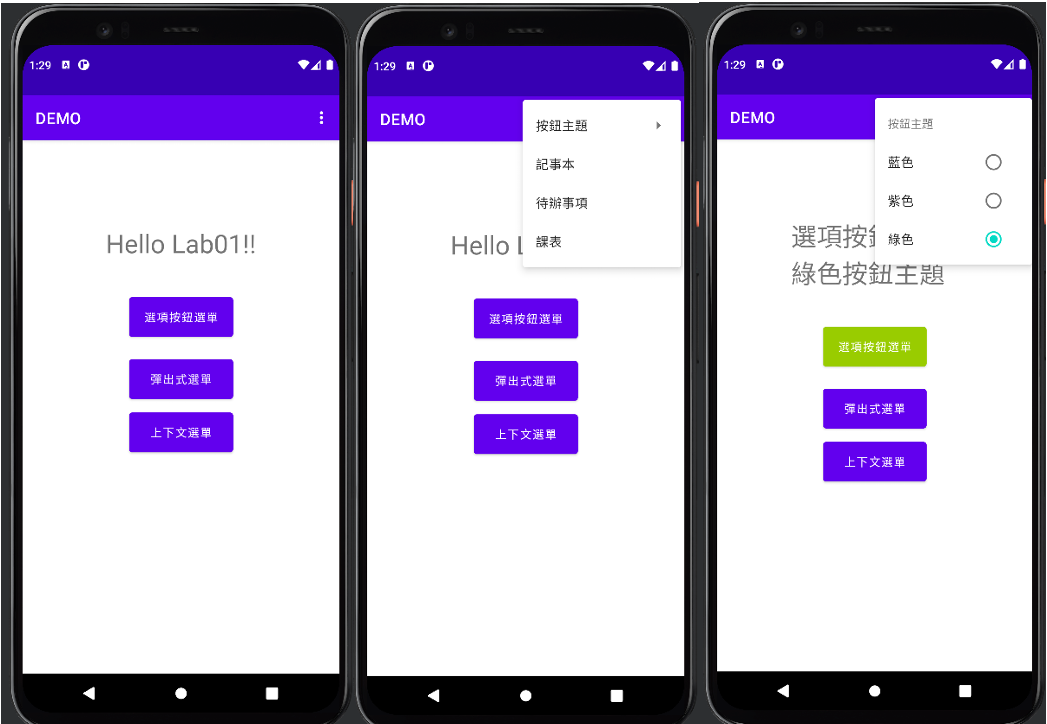 1:29
DEMO
Hello Lab01!!
選項按鈕選單
彈出式選單
上下文選單
1:29
DEMO
按鈕主題
記事本
待辦事項
課表
Hello L
選項按鈕選單
彈出式選單
上下文選單
1:29
DEMO
按鈕主題
藍色
紫色
綠色
選項按
綠色按鈕主題
選項按鈕選單
彈出式選單
上下文選單